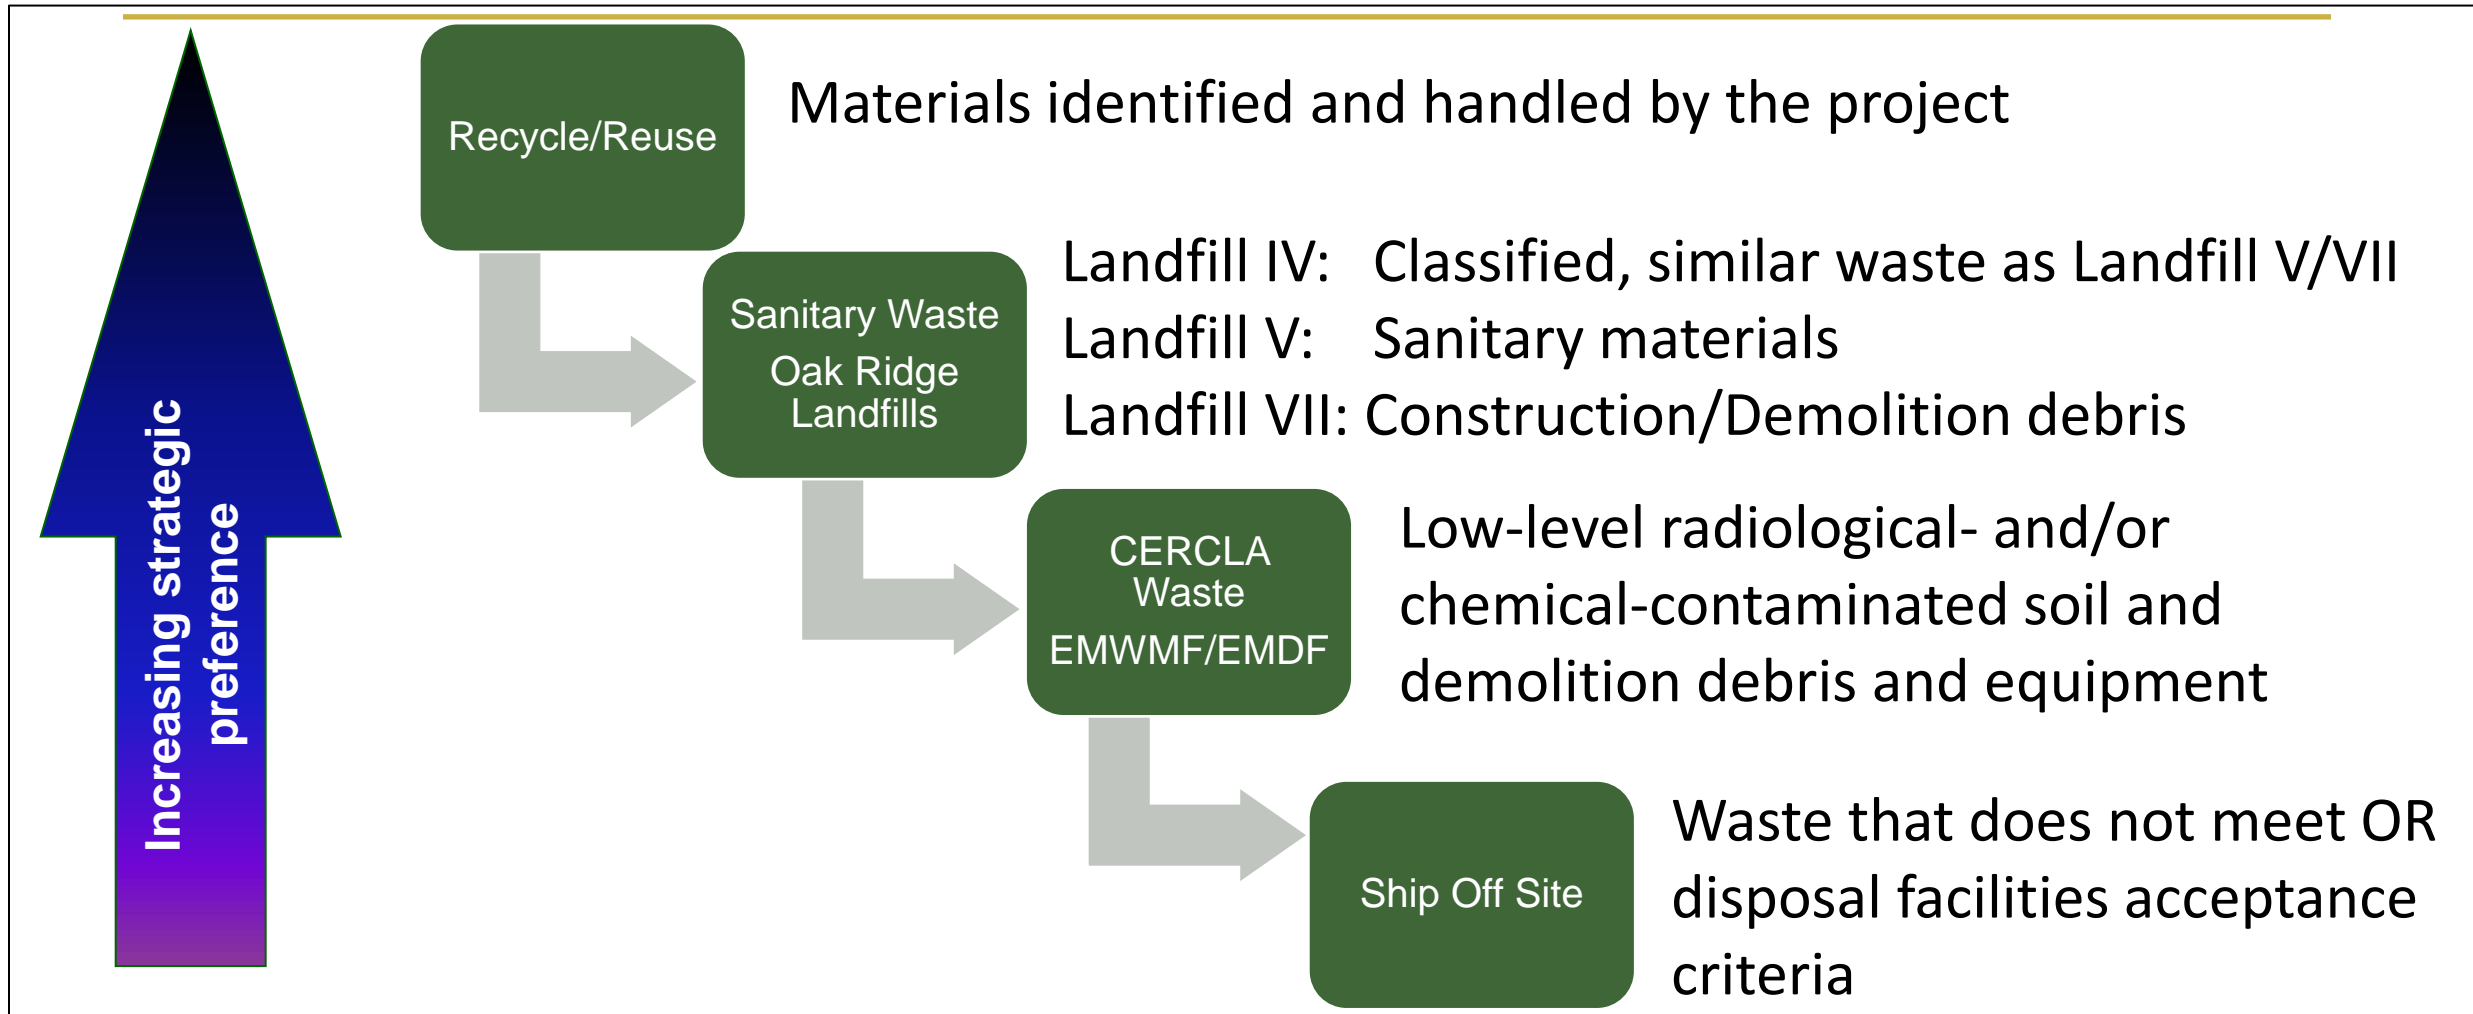 Increasing strategic
preference
Recycle/Reuse
Materials identified and handled by the project
Sanitary Waste
Oak Ridge
Landfills
Landfill IV: Classified, similar waste as Landfill V/VII
Landfill V: Sanitary materials
Landfill VII: Construction/Demolition debris
CERCLA
Waste
EMWMF/EMDF
Low-level radiological- and/or
chemical-contaminated soil and
demolition debris and equipment
Ship Off Site
Waste that does not meet OR
disposal facilities acceptance
criteria